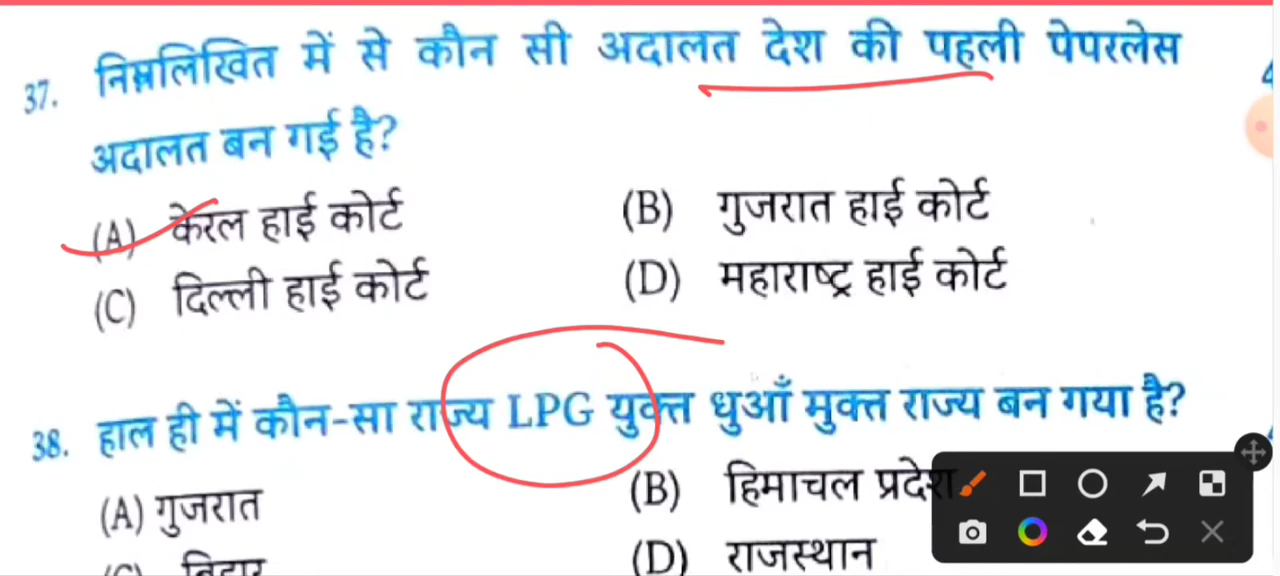 37. निम्नलिखित में से कौन सी अदालत देश की पहली पेपरलेस
अदालत बन गई है?
(A) केरल हाई कोर्ट (B) गुजरात हाई कोर्ट
(C) दिल्ली हाई कोर्ट (D) महाराष्ट्र हाई कोर्ट
38. हाल ही में कौन-सा राज्य LPG युक्त धुआँ मुक्त राज्य बन गया है?
(A) गुजरात (B) हिमाचल प्रदेश
(C) बिहार (D) राजस्थान